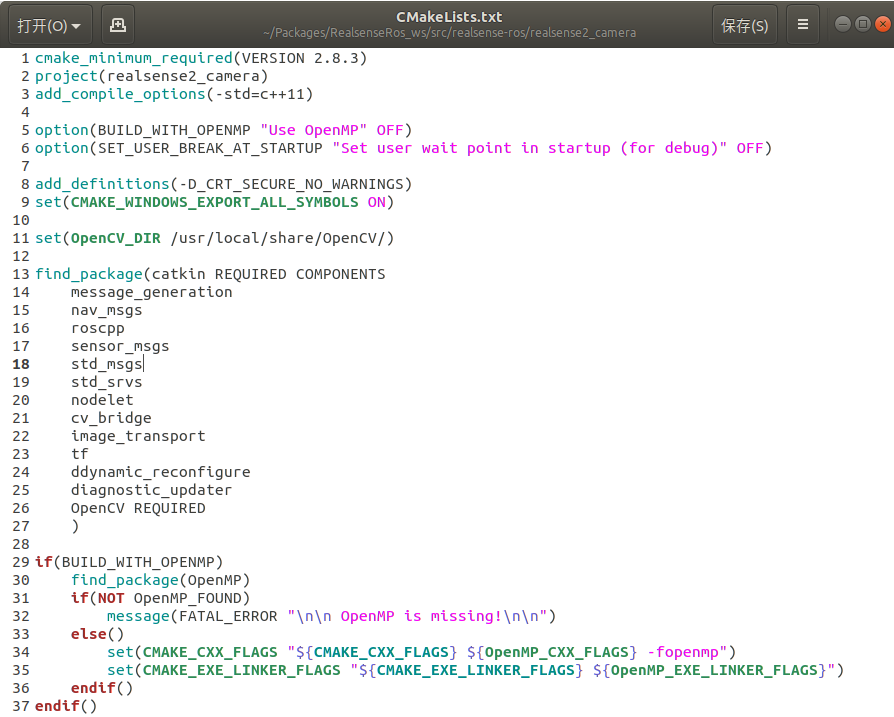 打开(O)
CMakeLists.txt
~/Packages/RealsenseRos_ws/src/realsense-ros/realsense2_camera
保存(S)
1 cmake_minimum_required(VERSION 2.8.3)
2 project(realsense2_camera)
3 add_compile_options(-std=c++11)
4
5 option(BUILD_WITH_OPENMP "Use OpenMP" OFF)
6 option(SET_USER_BREAK_AT_STARTUP "Set user wait point in startup (for debug)" OFF)
7
8 add_definitions(-D_CRT_SECURE_NO_WARNINGS)
9 set(CMAKE_WINDOWS_EXPORT_ALL_SYMBOLS ON)
10
11 set(OpenCV_DIR /usr/local/share/OpenCV/)
12
13 find_package(catkin REQUIRED COMPONENTS
14     message_generation
15     nav_msgs
16     roscpp
17     sensor_msgs
18     std_msgs
19     std_srvs
20     nodelet
21     cv_bridge
22     image_transport
23     tf
24     ddynamic_reconfigure
25     diagnostic_updater
26     OpenCV REQUIRED
27     )
28
29 if(BUILD_WITH_OPENMP)
30     find_package(OpenMP)
31     if(NOT OpenMP_FOUND)
32         message(FATAL_ERROR "\n\n OpenMP is missing!\n\n")
33     else()
34         set(CMAKE_CXX_FLAGS "${CMAKE_CXX_FLAGS} ${OpenMP_CXX_FLAGS} -fopenmp")
35         set(CMAKE_EXE_LINKER_FLAGS "${CMAKE_EXE_LINKER_FLAGS} ${OpenMP_EXE_LINKER_FLAGS}")
36     endif()
37 endif()